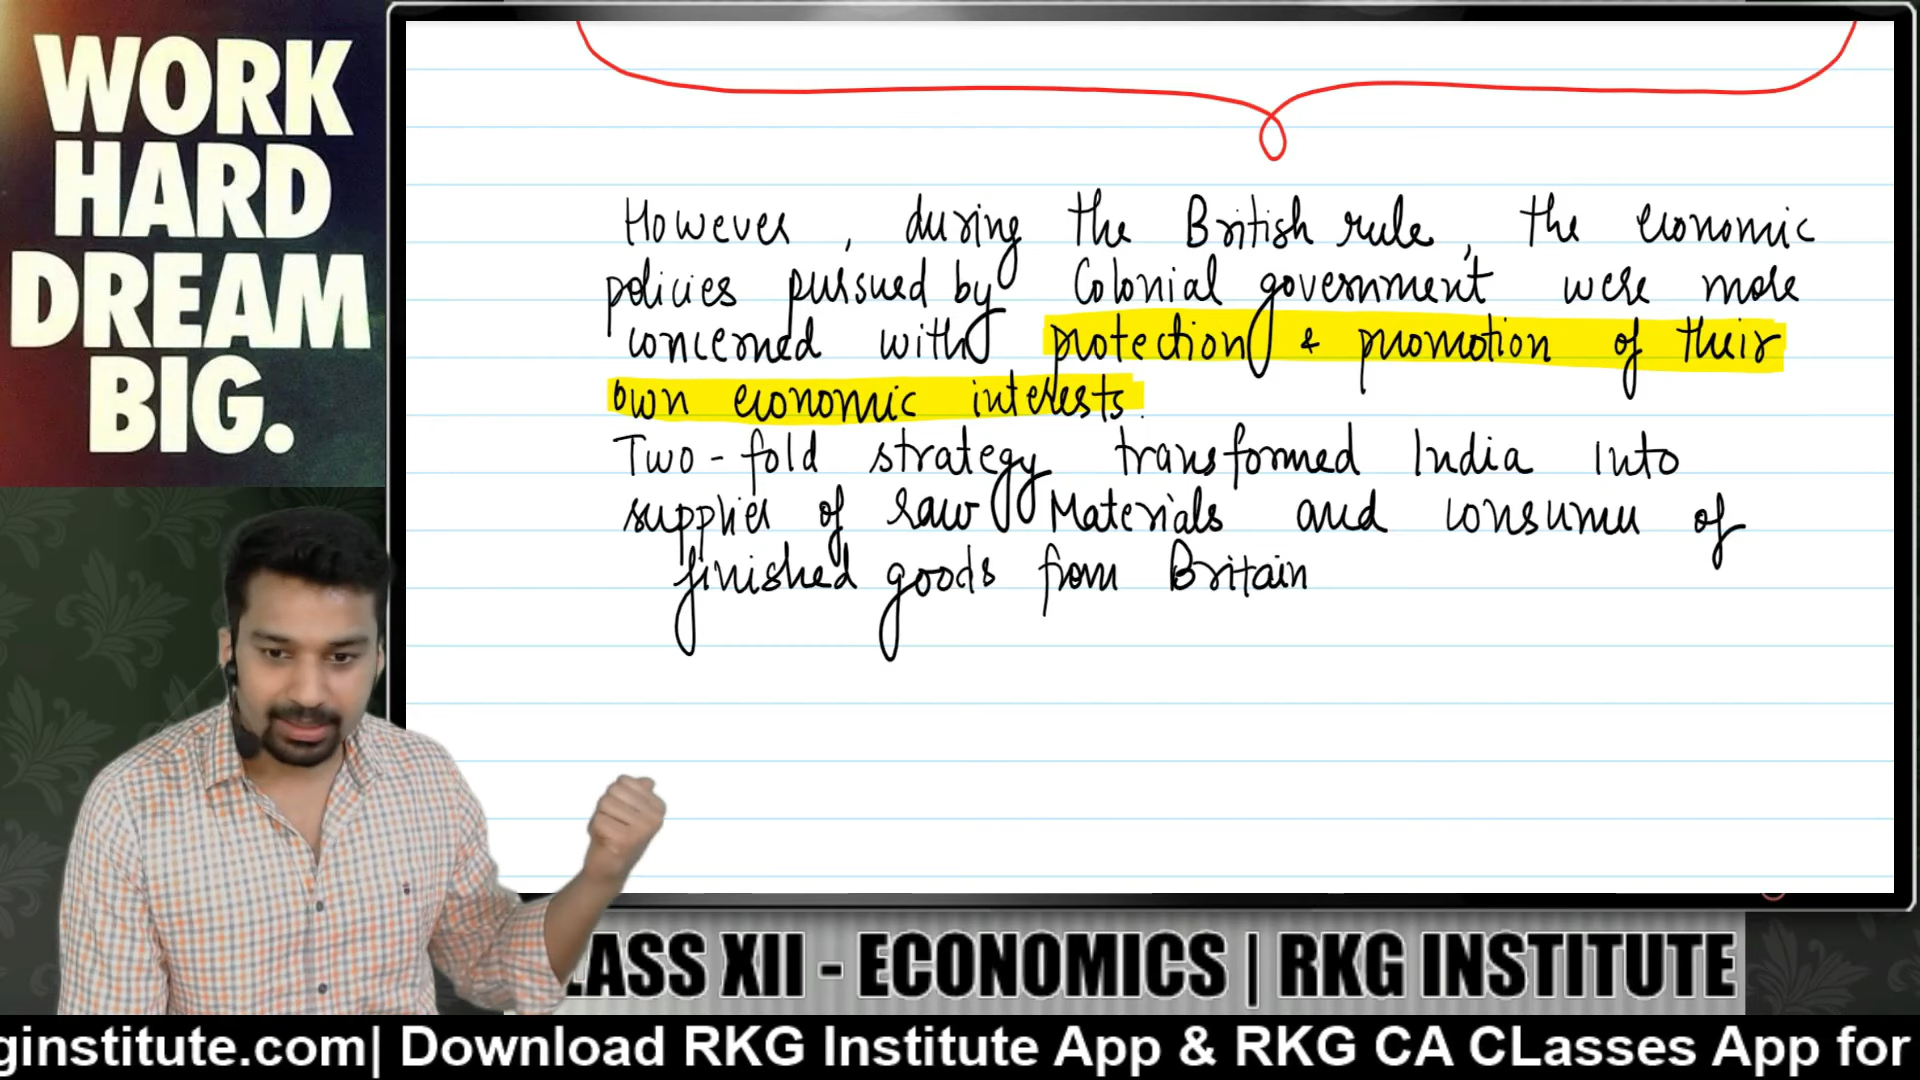 WORK
HARD
DREAM
BIG.
However, during the British rule, the economic
policies pursued by Colonial government were more
concerned with protection & promotion of their
own economic interests.
Two-fold strategy transformed India into
supplier of raw Materials and consumer of
finished goods from Britain
LASS XII - ECONOMICS | RKG INSTITUTE
ginstitute.com| Download RKG Institute App & RKG CA CLasses App for